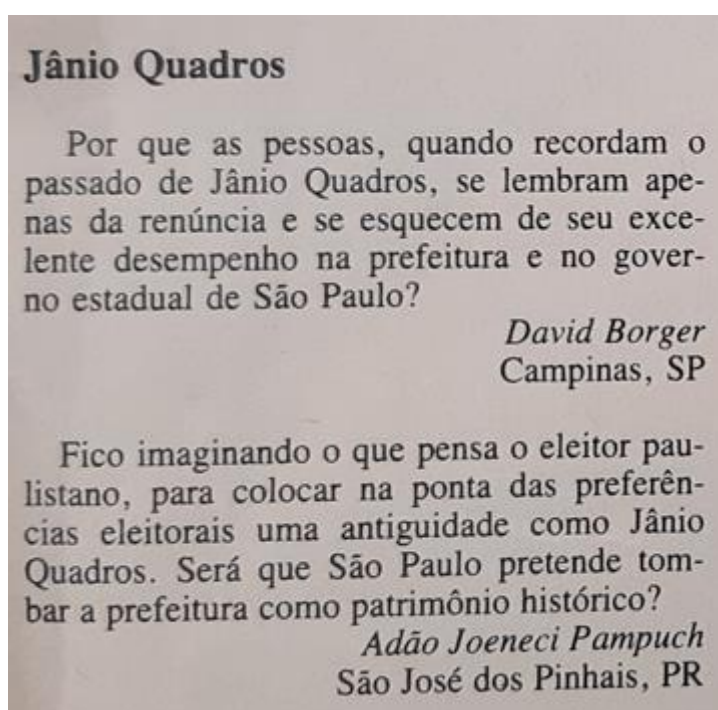 Jânio Quadros
Por que as pessoas, quando recordam o
passado de Jânio Quadros, se lembram ape-
nas da renúncia e se esquecem de seu exce-
lente desempenho na prefeitura e no gover-
no estadual de São Paulo?
David Borger
Campinas, SP
Fico imaginando o que pensa o eleitor pau-
listano, para colocar na ponta das preferên-
cias eleitorais uma antiguidade como Jânio
Quadros. Será que São Paulo pretende tom-
bar a prefeitura como patrimônio histórico?
Adão Joeneci Pampuch
São José dos Pinhais, PR